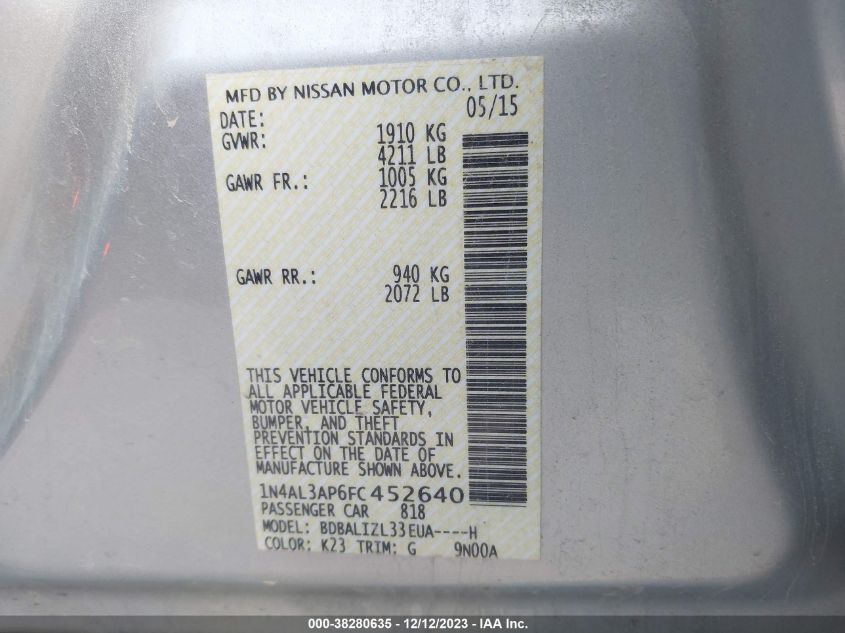 MFD BY NISSAN MOTOR CO., LTD.
DATE: 05/15
GVWR: 1910 KG
4211 LB
GAWR FR.: 1005 KG
2216 LB
GAWR RR.: 940 KG
2072 LB
THIS VEHICLE CONFORMS TO
ALL APPLICABLE FEDERAL
MOTOR VEHICLE SAFETY,
BUMPER, AND THEFT
PREVENTION STANDARDS IN
EFFECT ON THE DATE OF
MANUFACTURE SHOWN ABOVE.
1N4AL3AP6FC452640
PASSENGER CAR 818
MODEL: BDBALIZL33EUA----H
COLOR: K23 TRIM: G 9N00A
000-38280635 - 12/12/2023 - IAA Inc.